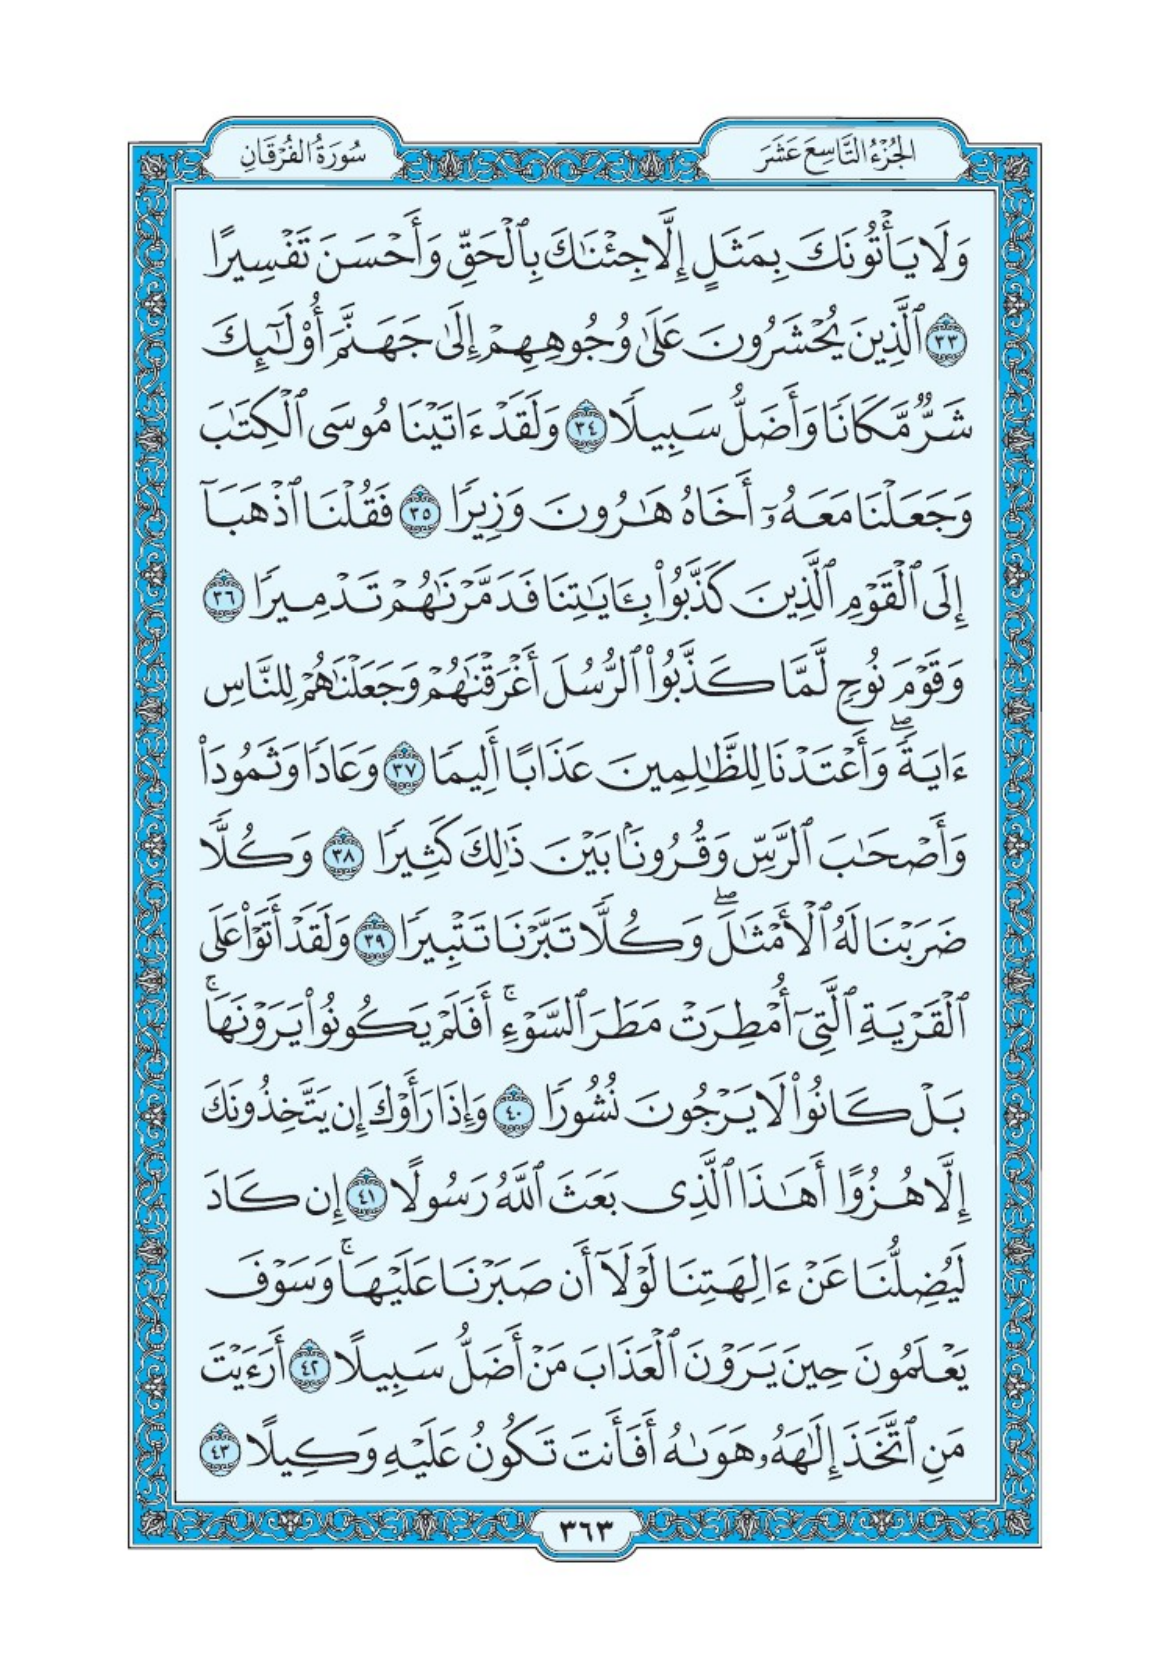 الجُزْءُ التَّاسِعَ عَشَرَ
سُورَةُ الفُرْقَانِ
وَلَا يَأْتُونَكَ بِمَثَلٍ إِلَّا جِئْنَٰكَ بِٱلْحَقِّ وَأَحْسَنَ تَفْسِيرًا
٣٣ ٱلَّذِينَ يُحْشَرُونَ عَلَىٰ وُجُوهِهِمْ إِلَىٰ جَهَنَّمَ أُوْلَٰٓئِكَ
شَرٌّ مَّكَانًا وَأَضَلُّ سَبِيلًا ٣٤ وَلَقَدْ ءَاتَيْنَا مُوسَى ٱلْكِتَٰبَ
وَجَعَلْنَا مَعَهُۥٓ أَخَاهُ هَٰرُونَ وَزِيرًا ٣٥ فَقُلْنَا ٱذْهَبَآ
إِلَى ٱلْقَوْمِ ٱلَّذِينَ كَذَّبُواْ بِـَٔايَٰتِنَا فَدَمَّرْنَٰهُمْ تَدْمِيرًا ٣٦
وَقَوْمَ نُوحٍ لَّمَّا كَذَّبُواْ ٱلرُّسُلَ أَغْرَقْنَٰهُمْ وَجَعَلْنَٰهُمْ لِلنَّاسِ
ءَايَةً ۖ وَأَعْتَدْنَا لِلظَّٰلِمِينَ عَذَابًا أَلِيمًا ٣٧ وَعَادًا وَثَمُودَاْ
وَأَصْحَٰبَ ٱلرَّسِّ وَقُرُونًۢا بَيْنَ ذَٰلِكَ كَثِيرًا ٣٨ وَكُلًّا
ضَرَبْنَا لَهُ ٱلْأَمْثَٰلَ ۖ وَكُلًّا تَبَّرْنَا تَتْبِيرًا ٣٩ وَلَقَدْ أَتَوْاْ عَلَى
ٱلْقَرْيَةِ ٱلَّتِىٓ أُمْطِرَتْ مَطَرَ ٱلسَّوْءِ ۚ أَفَلَمْ يَكُونُواْ يَرَوْنَهَا ۚ
بَلْ كَانُواْ لَا يَرْجُونَ نُشُورًا ٤٠ وَإِذَا رَأَوْكَ إِن يَتَّخِذُونَكَ
إِلَّا هُزُوًا أَهَٰذَا ٱلَّذِى بَعَثَ ٱللَّهُ رَسُولًا ٤١ إِن كَادَ
لَيُضِلُّنَا عَنْ ءَالِهَتِنَا لَوْلَآ أَن صَبَرْنَا عَلَيْهَا ۚ وَسَوْفَ
يَعْلَمُونَ حِينَ يَرَوْنَ ٱلْعَذَابَ مَنْ أَضَلُّ سَبِيلًا ٤٢ أَرَءَيْتَ
مَنِ ٱتَّخَذَ إِلَٰهَهُۥ هَوَىٰهُ أَفَأَنتَ تَكُونُ عَلَيْهِ وَكِيلًا ٤٣
٣٦٣